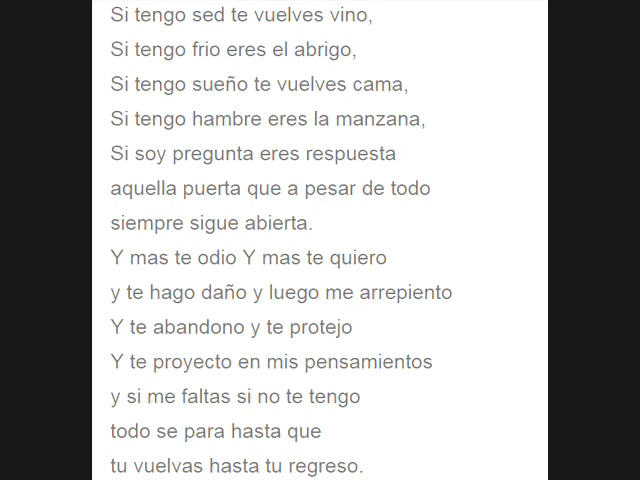 Si tengo sed te vuelves vino,
Si tengo frio eres el abrigo,
Si tengo sueño te vuelves cama,
Si tengo hambre eres la manzana,
Si soy pregunta eres respuesta
aquella puerta que a pesar de todo
siempre sigue abierta.
Y mas te odio Y mas te quiero
y te hago daño y luego me arrepiento
Y te abandono y te protejo
Y te proyecto en mis pensamientos
y si me faltas si no te tengo
todo se para hasta que
tu vuelvas hasta tu regreso.